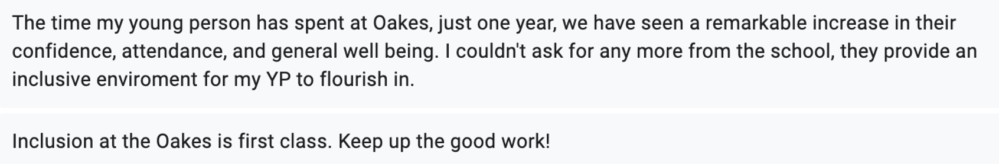 The time my young person has spent at Oakes, just one year, we have seen a remarkable increase in their
confidence, attendance, and general well being. I couldn't ask for any more from the school, they provide an
inclusive enviroment for my YP to flourish in.
Inclusion at the Oakes is first class. Keep up the good work!